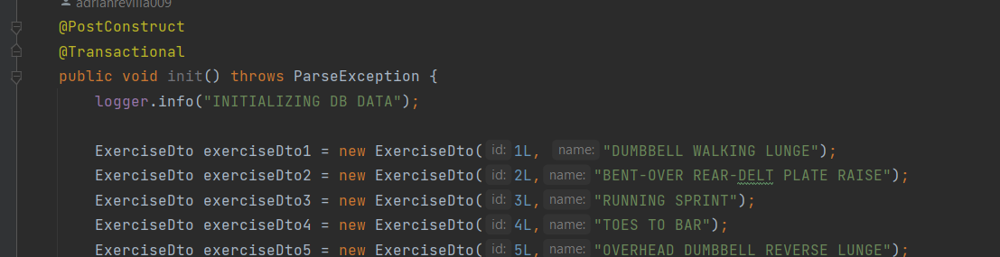 adrianrevilla009
@PostConstruct
@Transactional
public void init() throws ParseException {
logger.info("INITIALIZING DB DATA");
ExerciseDto exerciseDto1 = new ExerciseDto( id: 1L, name: "DUMBBELL WALKING LUNGE");
ExerciseDto exerciseDto2 = new ExerciseDto( id: 2L, name: "BENT-OVER REAR-DELT PLATE RAISE");
ExerciseDto exerciseDto3 = new ExerciseDto( id: 3L, name: "RUNNING SPRINT");
ExerciseDto exerciseDto4 = new ExerciseDto( id: 4L, name: "TOES TO BAR");
ExerciseDto exerciseDto5 = new ExerciseDto( id: 5L, name: "OVERHEAD DUMBBELL REVERSE LUNGE");